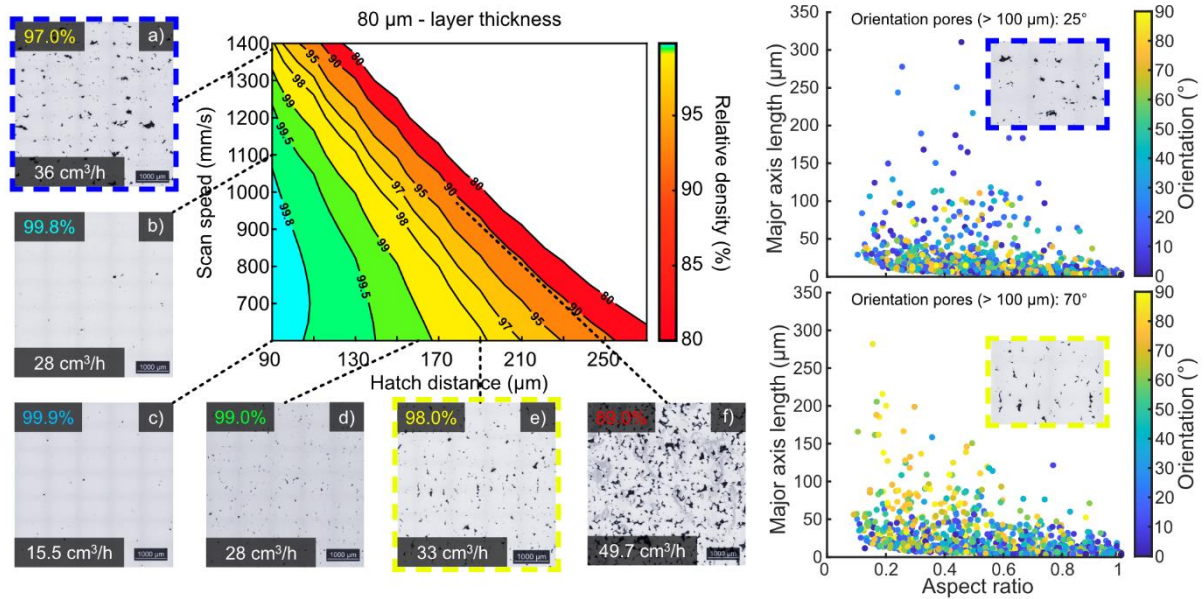 80 µm - layer thickness
97.0%
a)
36 cm³/h
1000 µm
99.8%
b)
28 cm³/h
1000 µm
99.9%
c)
15.5 cm³/h
1000 µm
99.0%
d)
28 cm³/h
1000 µm
98.0%
e)
33 cm³/h
1000 µm
89.0%
f)
49.7 cm³/h
1000 µm
Scan speed (mm/s)
1400
1300
1200
1100
1000
900
800
700
90
130
170
210
250
Hatch distance (µm)
95
90
80
98
99
99.5
97
90
80
98
95
99.8
99
99.5
97
95
90
80
Relative density (%)
95
90
85
80
Orientation pores (> 100 µm): 25°
Major axis length (µm)
350
300
250
200
150
100
50
0
Orientation (°)
90
80
70
60
50
40
30
20
10
0
Orientation pores (> 100 µm): 70°
Major axis length (µm)
350
300
250
200
150
100
50
0
0
0.2
0.4
0.6
0.8
1
Aspect ratio
Orientation (°)
90
80
70
60
50
40
30
20
10
0